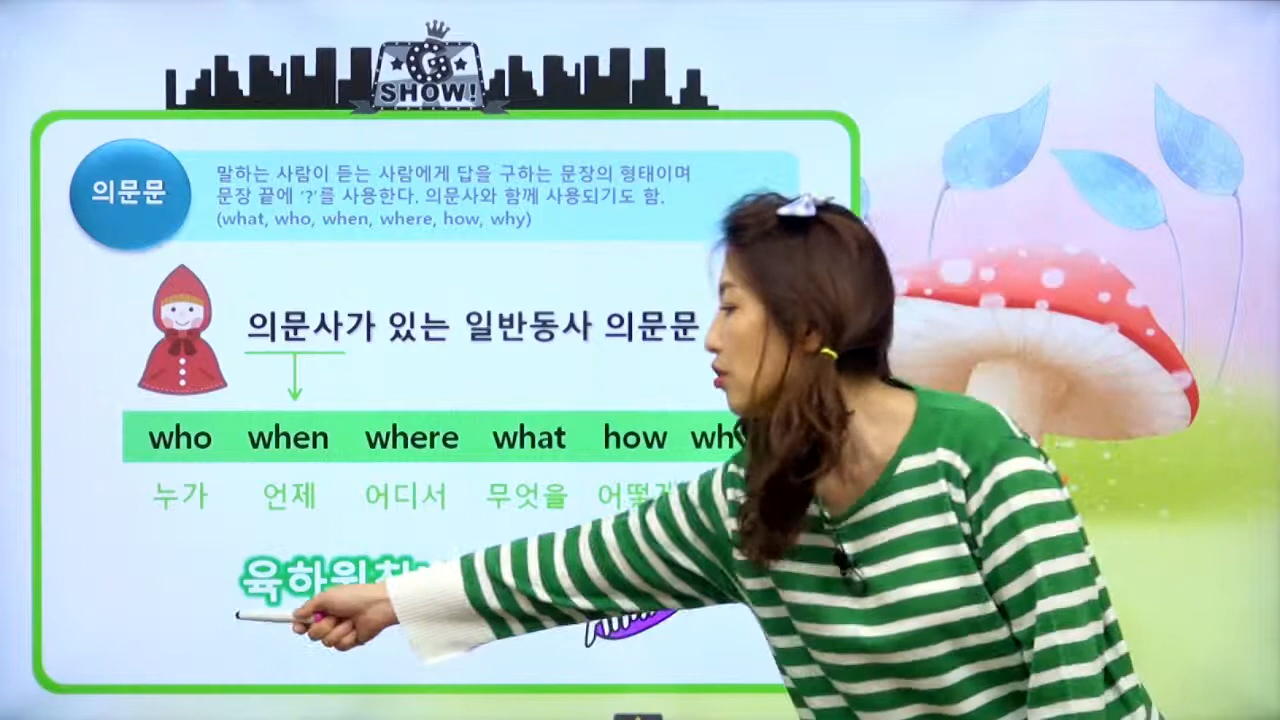 G
SHOW!
의문문
말하는 사람이 듣는 사람에게 답을 구하는 문장의 형태이며
문장 끝에 '?'를 사용한다. 의문사와 함께 사용되기도 함.
(what, who, when, where, how, why)
의문사가 있는 일반동사 의문문
who when where what how
누가 언제 어디서 무엇을